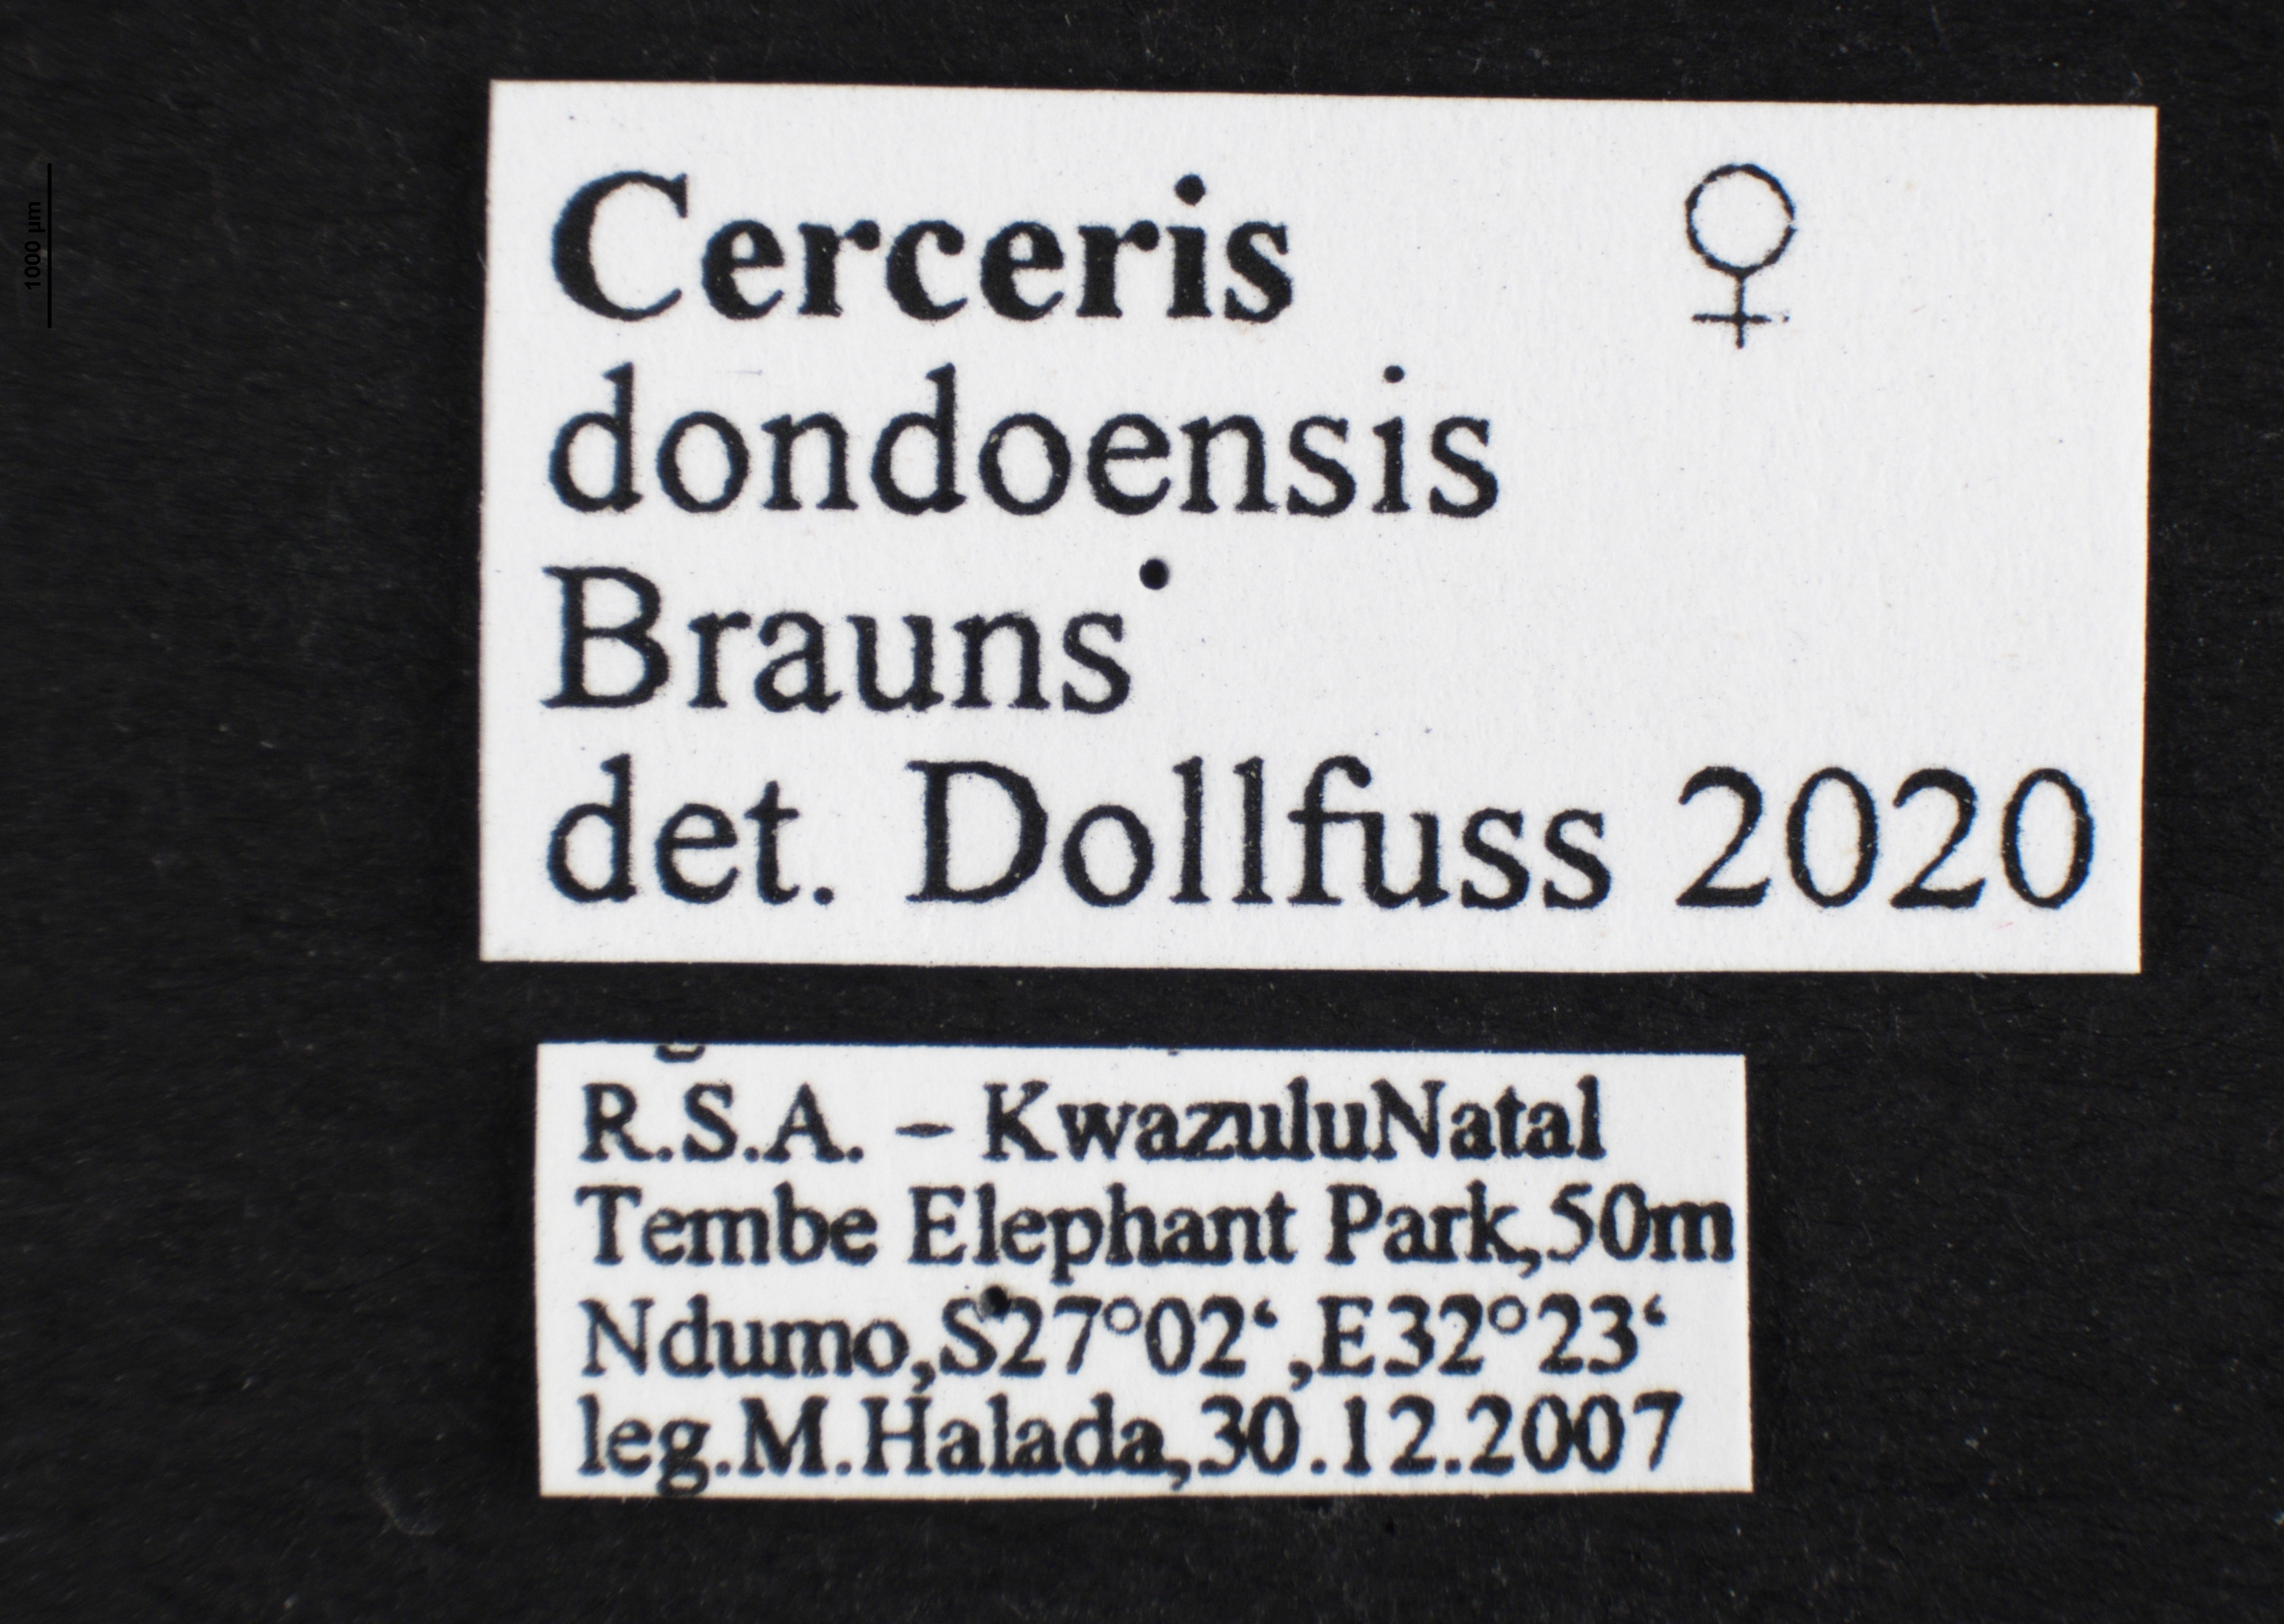 Cerceris ♀
dondoensis
Brauns
det. Dollfuss 2020
R.S.A. – KwazuluNatal
Tembe Elephant Park,50m
Ndumo,S27°02‘ ,E32°23‘
leg.M.Halada,30.12.2007
1000 µm